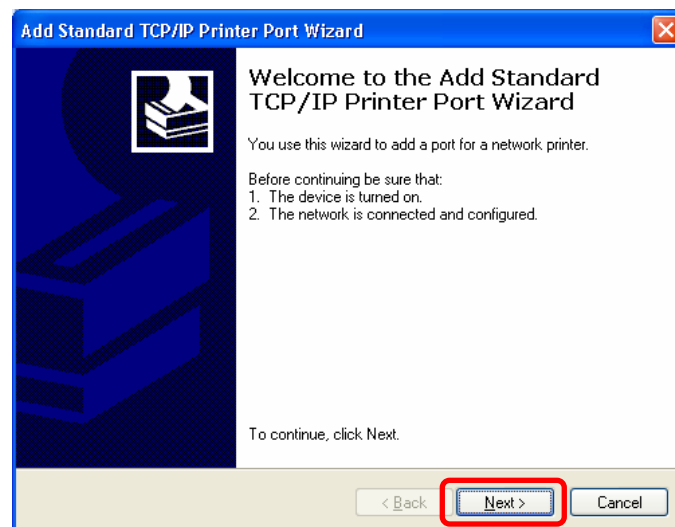 Add Standard TCP/IP Printer Port Wizard
Welcome to the Add Standard
TCP/IP Printer Port Wizard
You use this wizard to add a port for a network printer.
Before continuing be sure that:
1. The device is turned on.
2. The network is connected and configured.
To continue, click Next.
< Back Next > Cancel